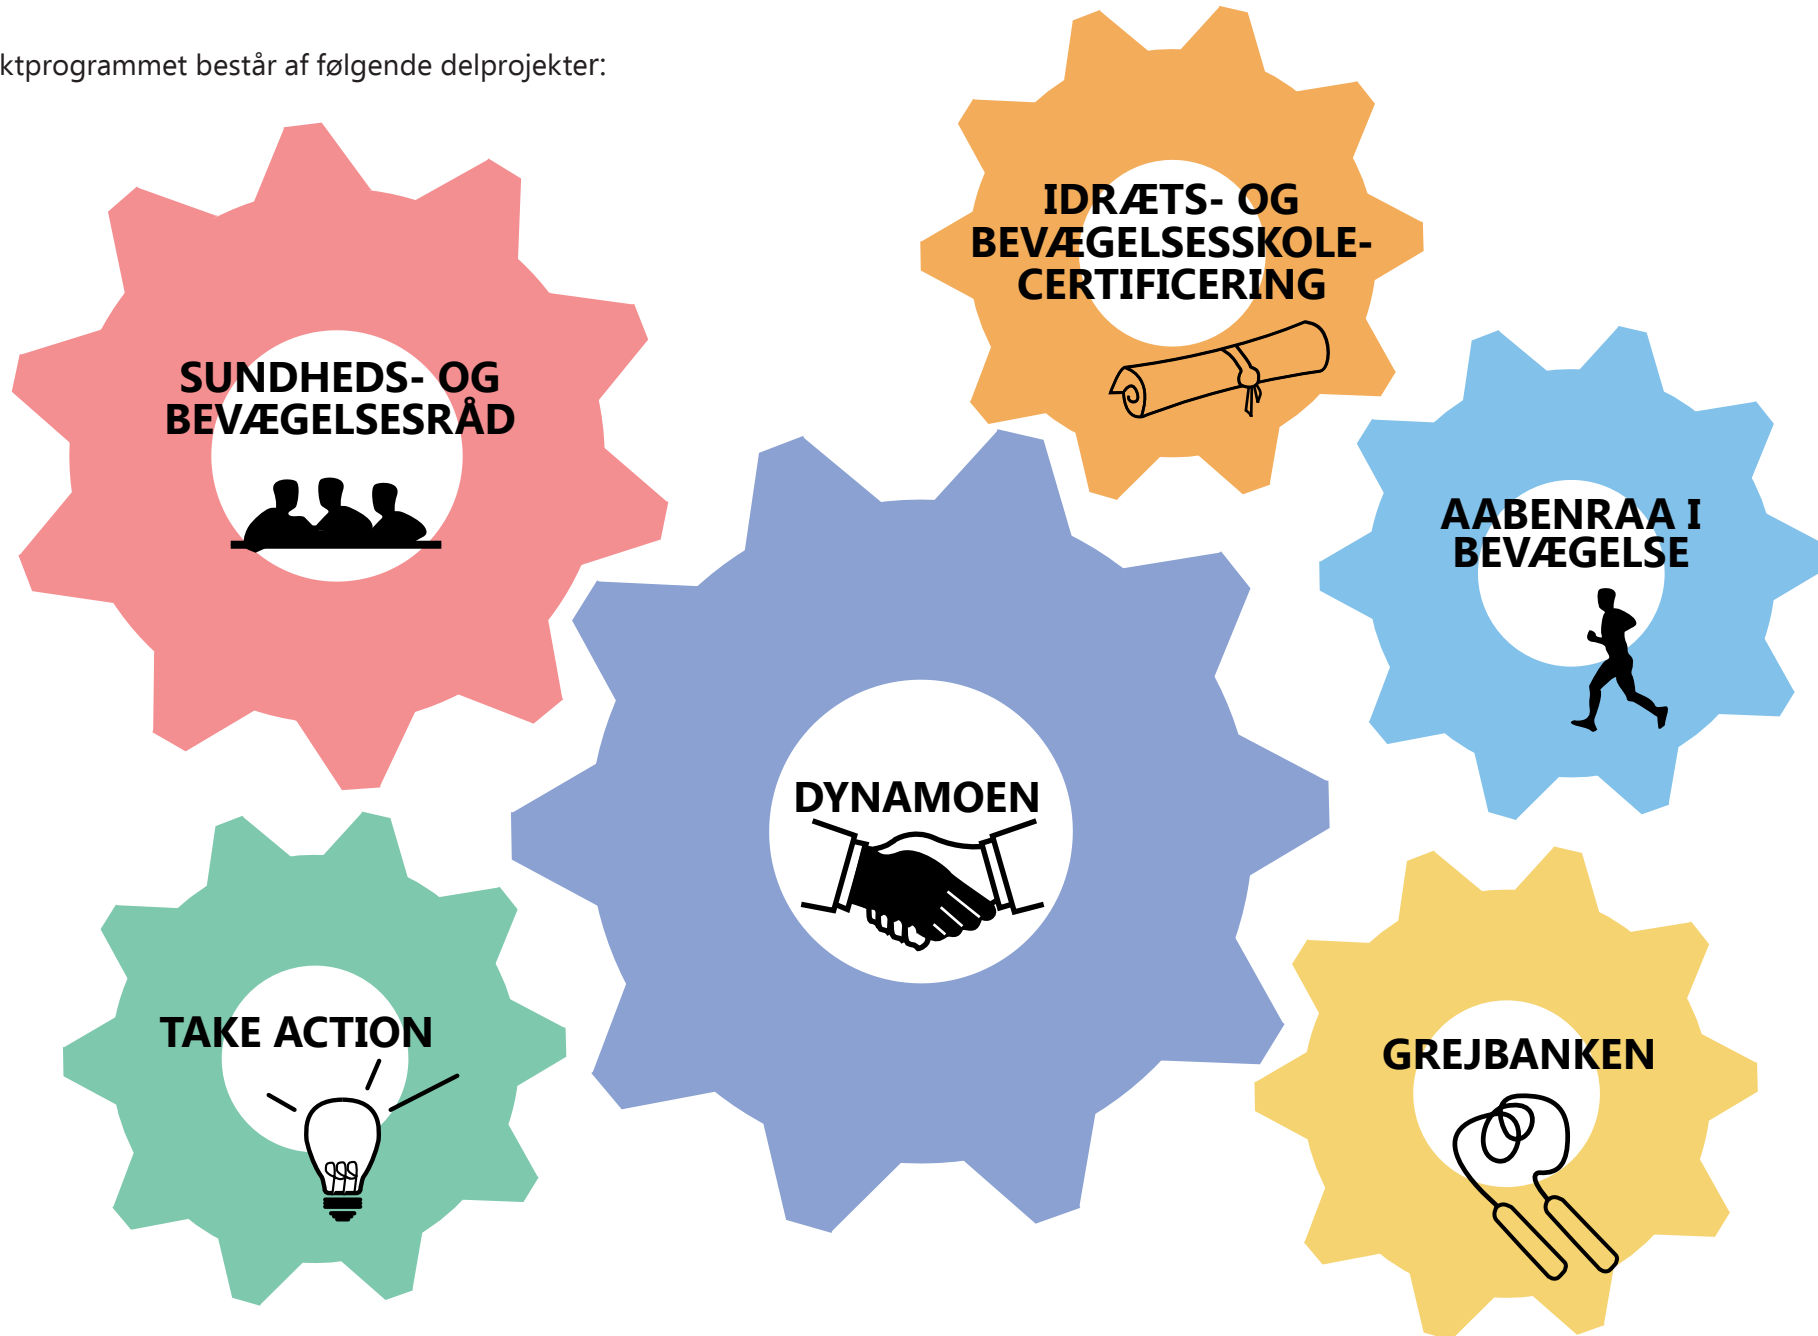 ktprogrammet består af følgende delprojekter:
IDRÆTS- OG
BEVÆGELSESSKOLE-
CERTIFICERING
SUNDHEDS- OG
BEVÆGELSESRÅD
AABENRAA I
BEVÆGELSE
DYNAMOEN
TAKE ACTION
GREJBANKEN